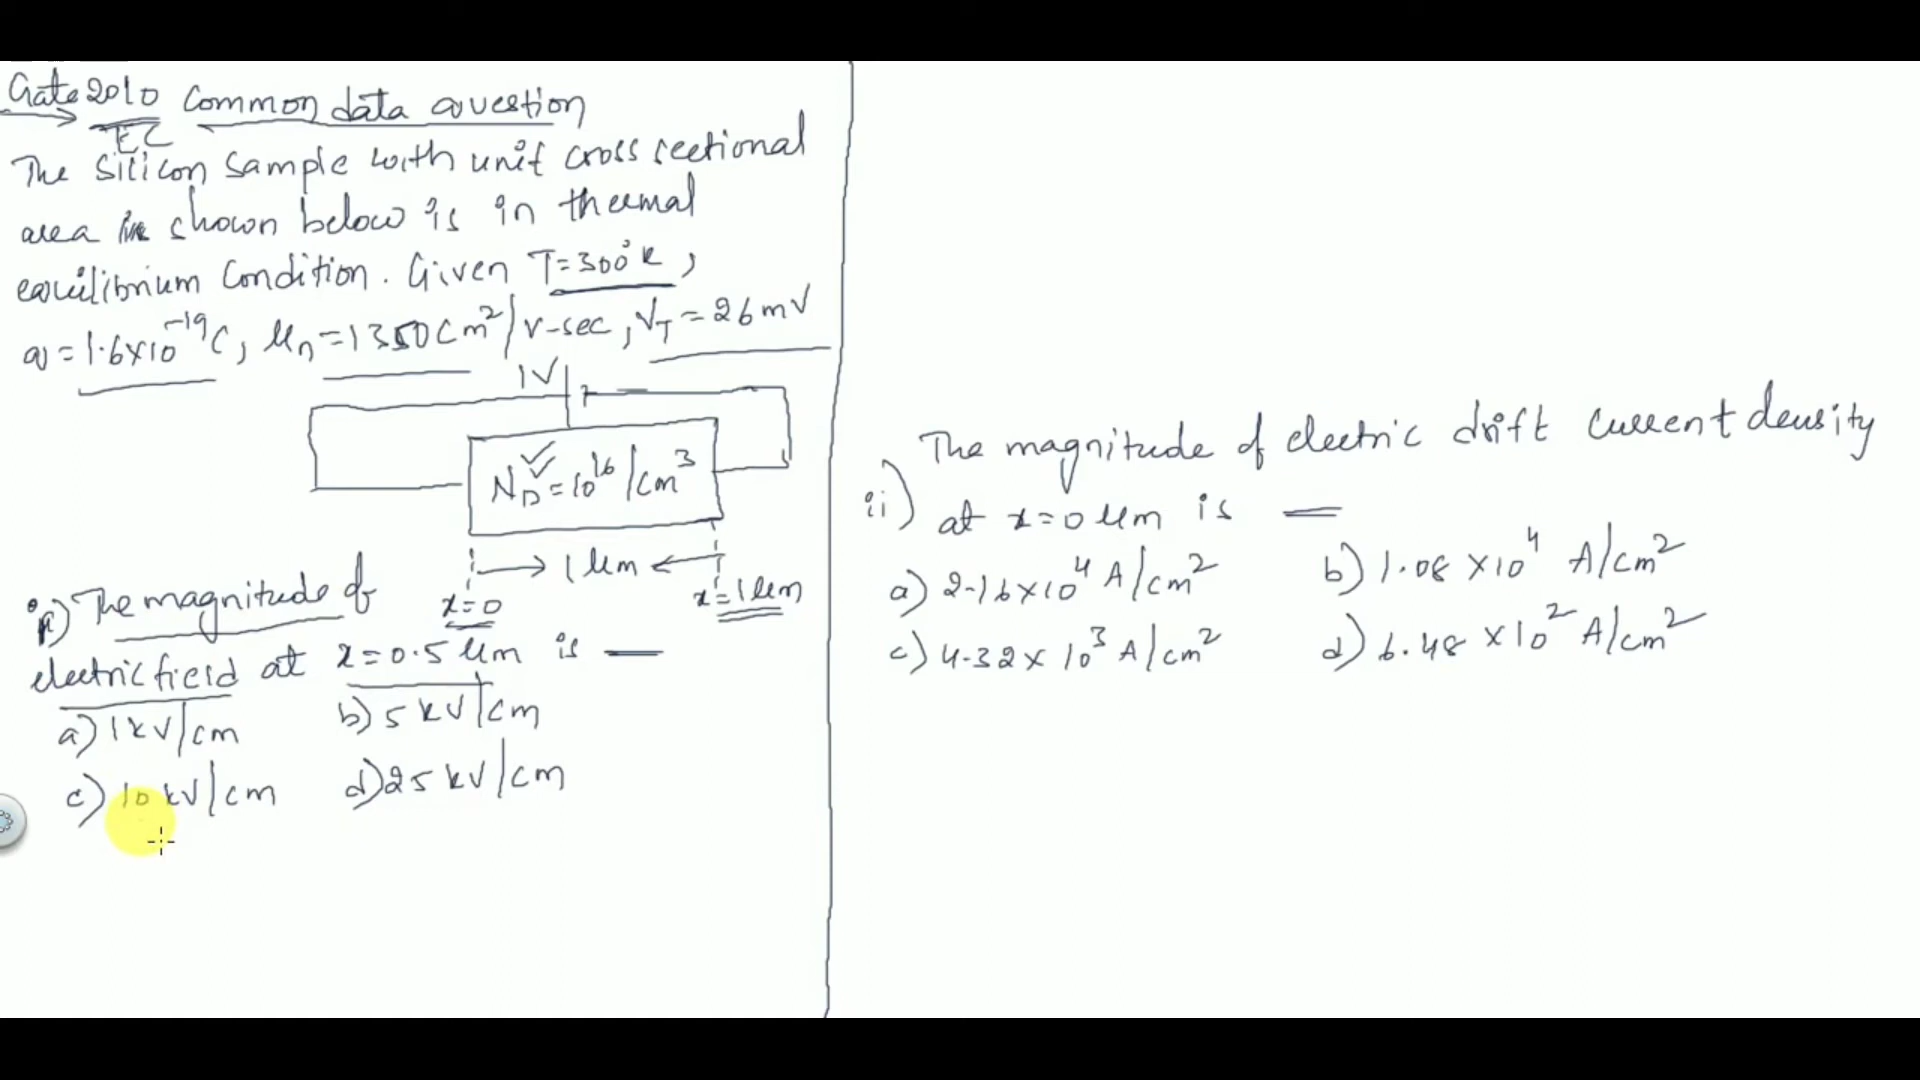 Gate 2010 Common data question
EC
The silicon sample with unit cross sectional
area shown below is in thermal
equilibrium condition. Given T=300°K,
q=1.6×10⁻¹⁹C, μn=1350cm²/v-sec, VT=26mV
1V
ND=10¹⁶/cm³
1μm
x=0
x=1μm
i) The magnitude of
electric field at x=0.5μm is —
a) 1kV/cm b) 5kV/cm
c) 10kV/cm d) 25kV/cm
The magnitude of electric drift current density
ii) at x=0μm is —
a) 2.16×10⁴ A/cm² b) 1.08×10⁴ A/cm²
c) 4.32×10³ A/cm² d) 6.48×10² A/cm²